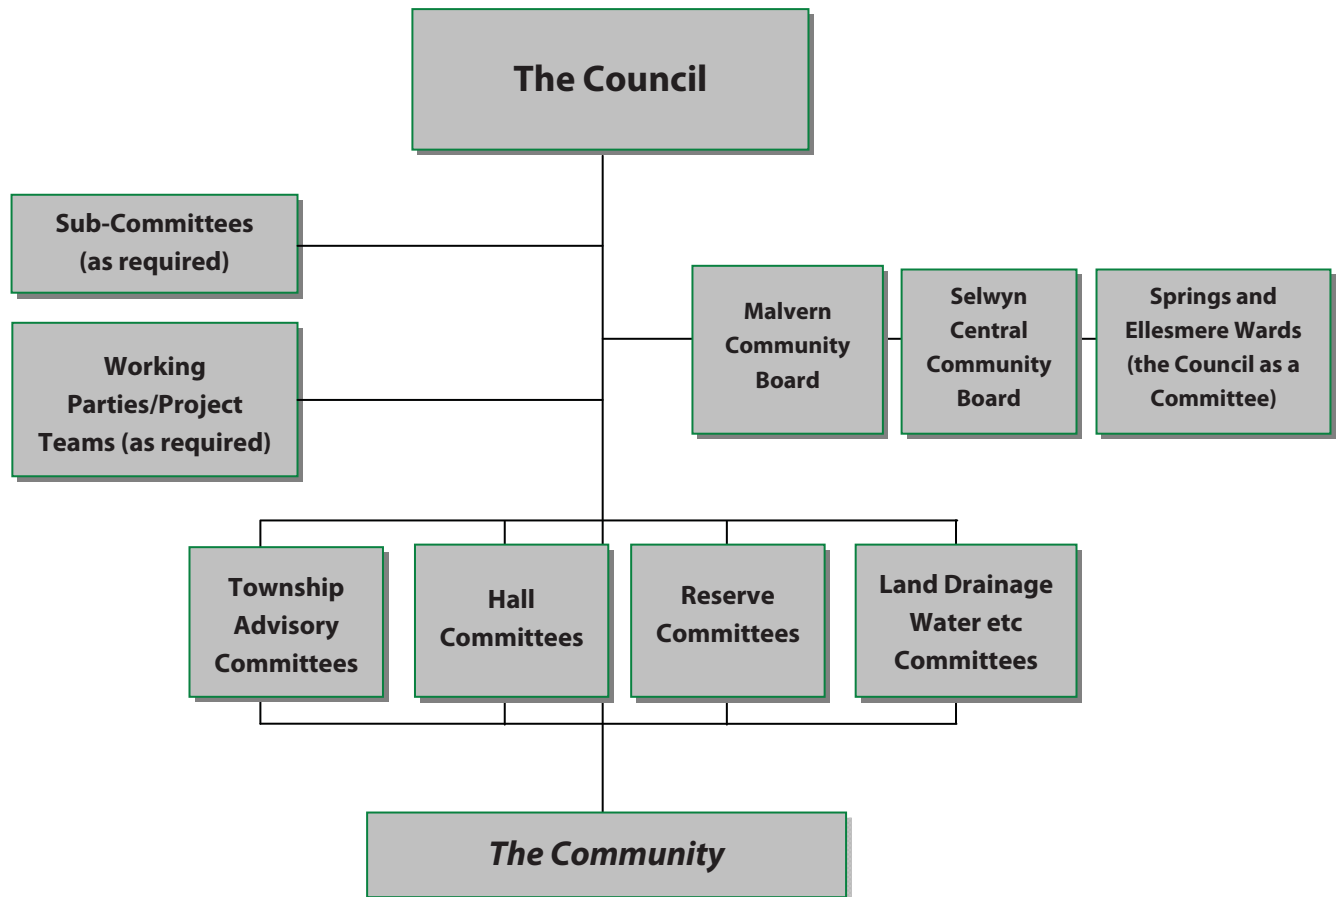 The Council
Sub-Committees
(as required)
Working
Parties/Project
Teams (as required)
Malvern
Community
Board
Selwyn
Central
Community
Board
Springs and
Ellesmere Wards
(the Council as a
Committee)
Township
Advisory
Committees
Hall
Committees
Reserve
Committees
Land Drainage
Water etc
Committees
The Community